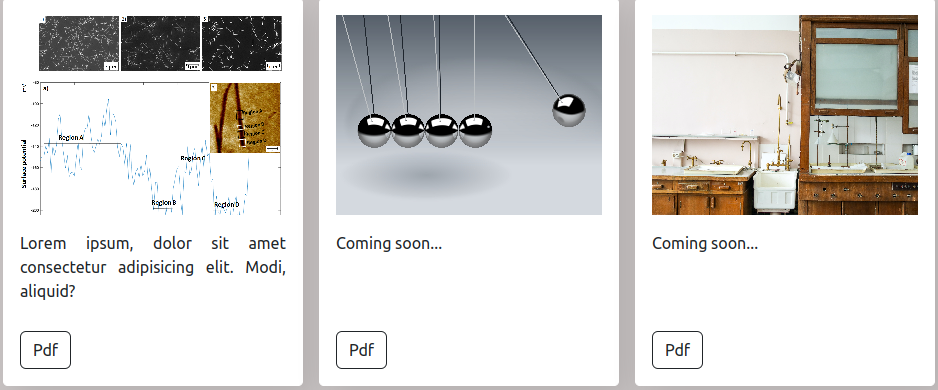 a)
Region A
Region B
Region C
Region D
Surface potential
Lorem ipsum, dolor sit amet
consectetur adipisicing elit. Modi,
aliquid?
Pdf
Coming soon...
Pdf
Coming soon...
Pdf